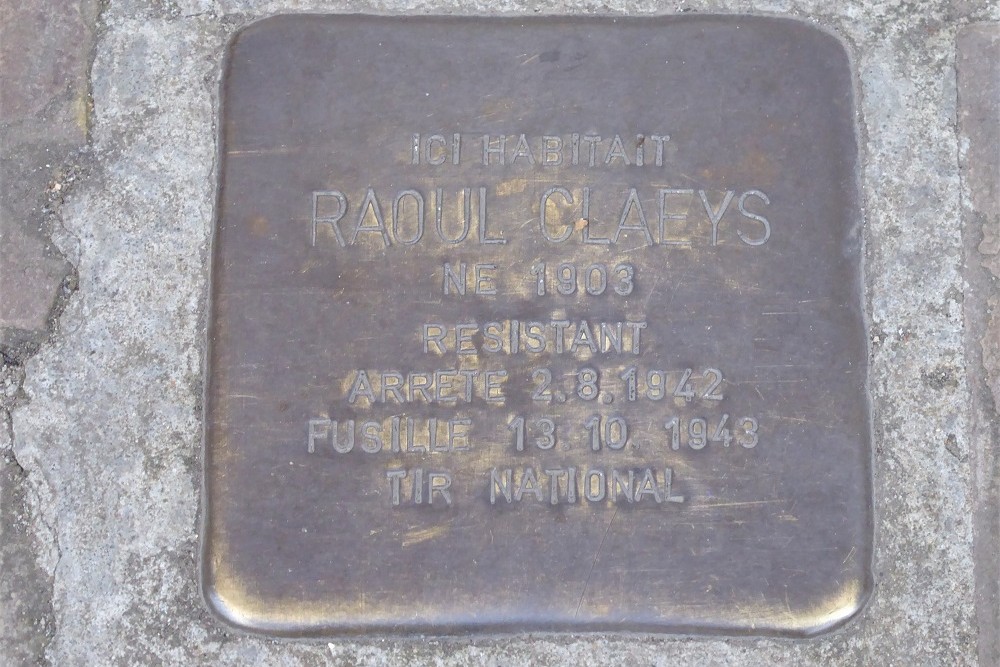 ICI HABITAIT
RAOUL CLAEYS
NE 1903
RESISTANT
ARRETE 2.8.1942
FUSILLE 13.10.1943
TIR NATIONAL